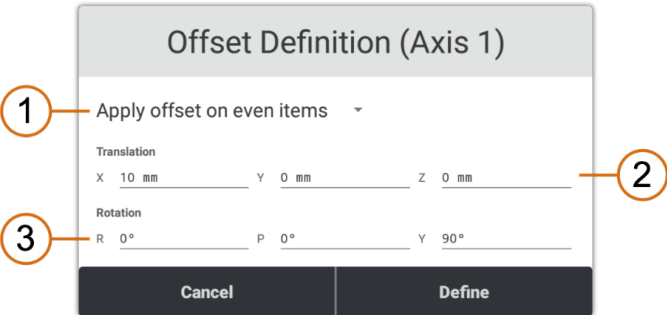 Offset Definition (Axis 1)
1 Apply offset on even items
Translation
X 10 mm Y 0 mm Z 0 mm 2
Rotation
3 R 0° P 0° Y 90°
Cancel Define